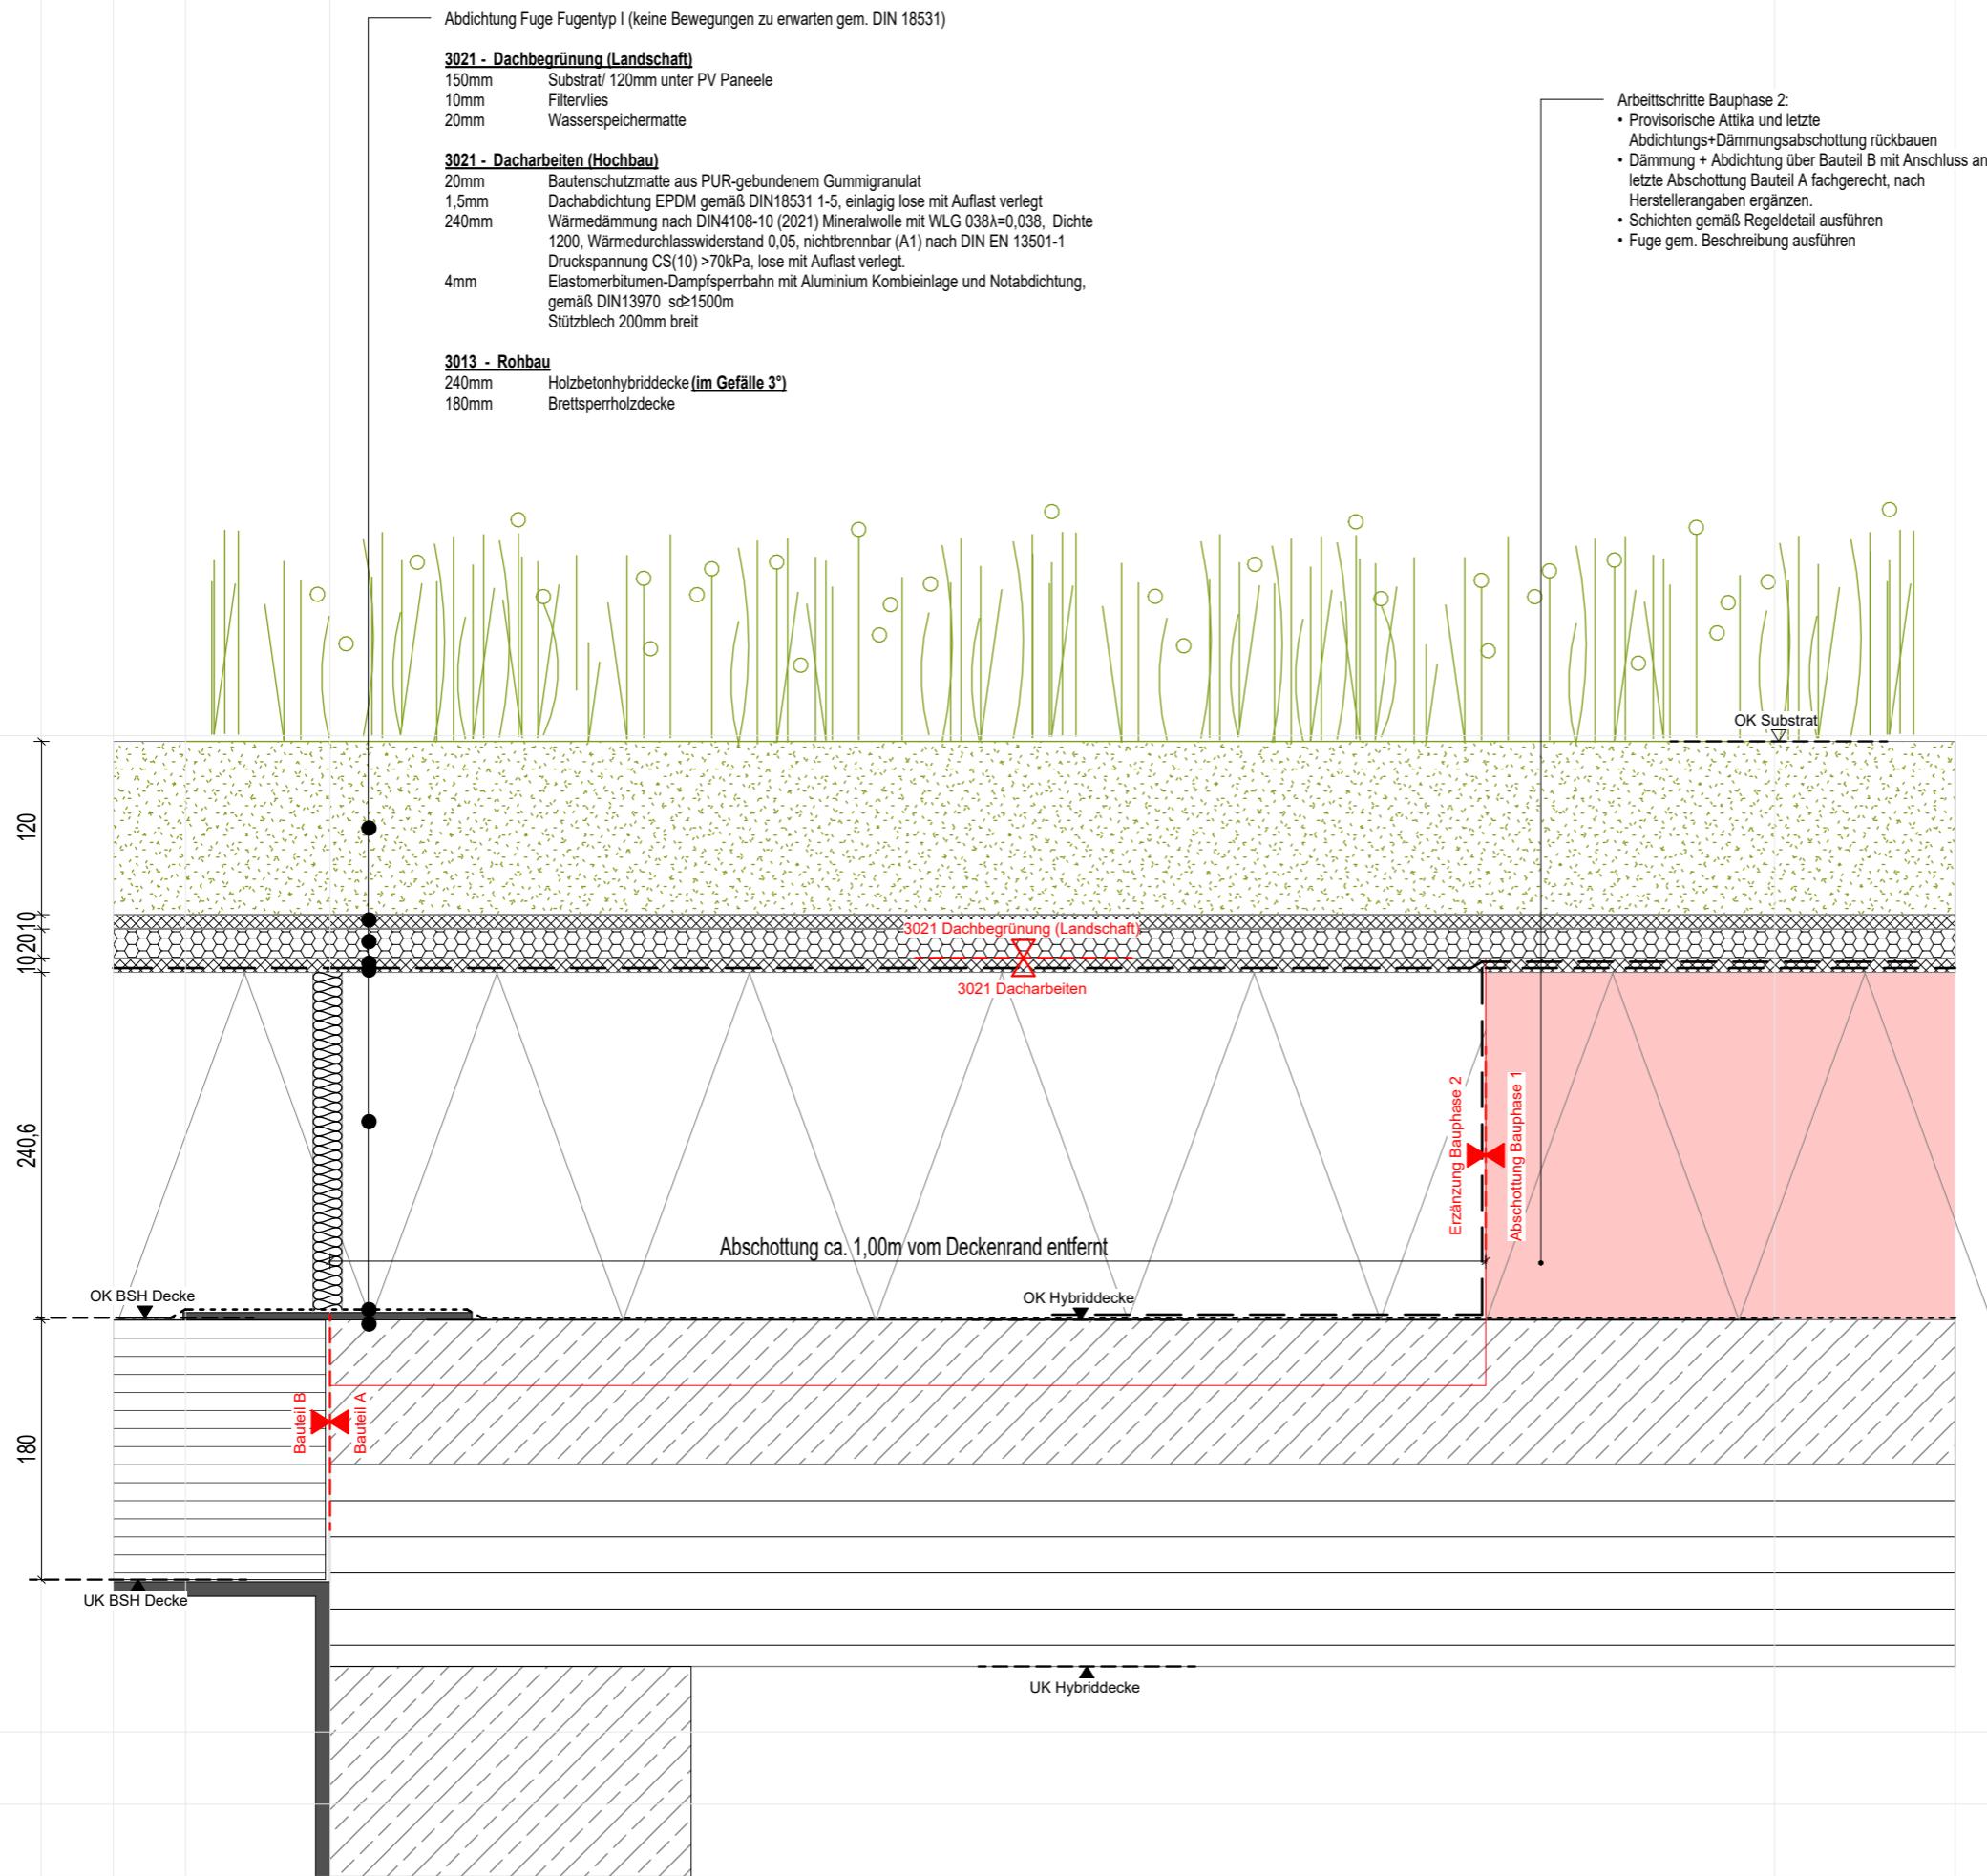 Abdichtung Fuge Fugentyp I (keine Bewegungen zu erwarten gem. DIN 18531)
3021 - Dachbegrünung (Landschaft)
150mm Substrat/ 120mm unter PV Paneele
10mm Filtervlies
20mm Wasserspeichermatte
3021 - Dacharbeiten (Hochbau)
20mm Bautenschutzmatte aus PUR-gebundenem Gummigranulat
1,5mm Dachabdichtung EPDM gemäß DIN18531 1-5, einlagig lose mit Auflast verlegt
240mm Wärmedämmung nach DIN4108-10 (2021) Mineralwolle mit WLG 038λ=0,038, Dichte
1200, Wärmedurchlasswiderstand 0,05, nichtbrennbar (A1) nach DIN EN 13501-1
Druckspannung CS(10) >70kPa, lose mit Auflast verlegt.
4mm Elastomerbitumen-Dampfsperrbahn mit Aluminium Kombieinlage und Notabdichtung,
gemäß DIN13970 sd≥1500m
Stützblech 200mm breit
3013 - Rohbau
240mm Holzbetonhybriddecke (im Gefälle 3°)
180mm Brettsperrholzdecke
Arbeittschritte Bauphase 2:
• Provisorische Attika und letzte
Abdichtungs+Dämmungsabschottung rückbauen
• Dämmung + Abdichtung über Bauteil B mit Anschluss an
letzte Abschottung Bauteil A fachgerecht, nach
Herstellerangaben ergänzen.
• Schichten gemäß Regeldetail ausführen
• Fuge gem. Beschreibung ausführen
OK Substrat
120
10
20
10
3021 Dachbegrünung (Landschaft)
3021 Dacharbeiten
240,6
Erzänzung Bauphase 2
Abschottung Bauphase 1
Abschottung ca. 1,00m vom Deckenrand entfernt
OK BSH Decke
OK Hybriddecke
180
Bauteil B
Bauteil A
UK BSH Decke
UK Hybriddecke